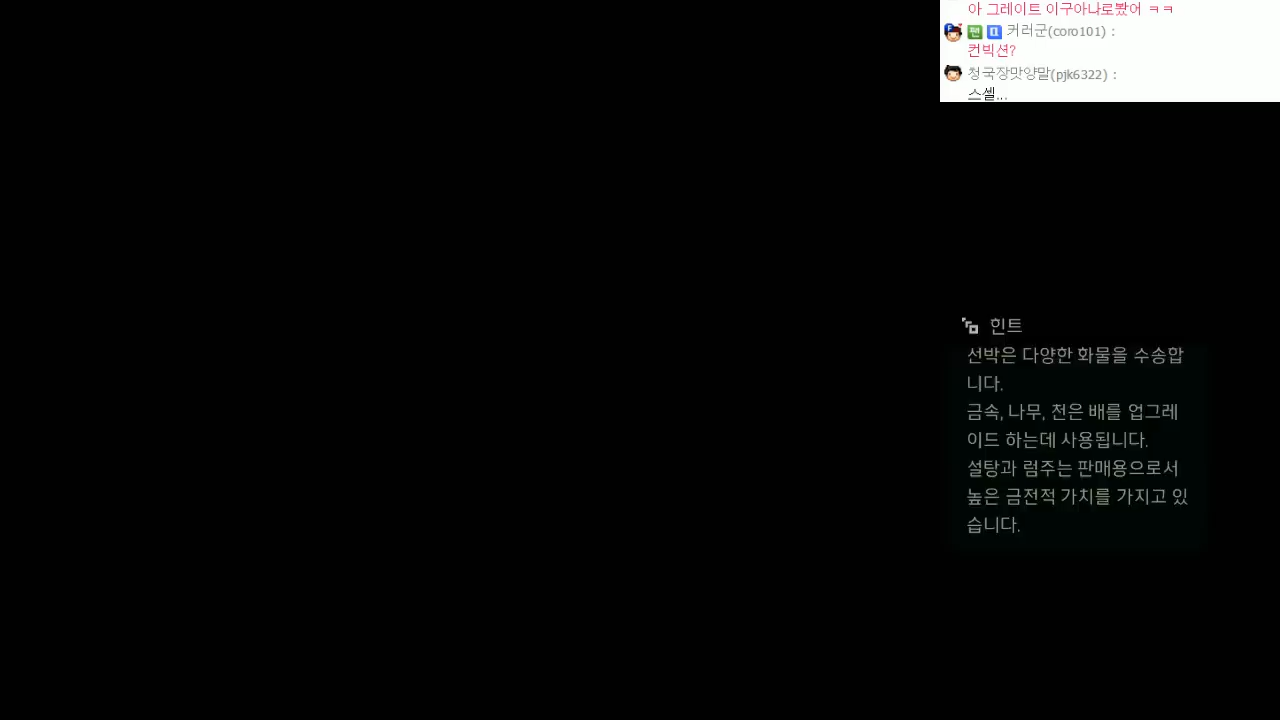 아 그레이트 이구아나로봤어 ㅋㅋ
팬 커러군(coro101) :
컨빅션?
청국장맛양말(pjk6322) :
스셀...
힌트
선박은 다양한 화물을 수송합
니다.
금속, 나무, 천은 배를 업그레
이드 하는데 사용됩니다.
설탕과 럼주는 판매용으로서
높은 금전적 가치를 가지고 있
습니다.